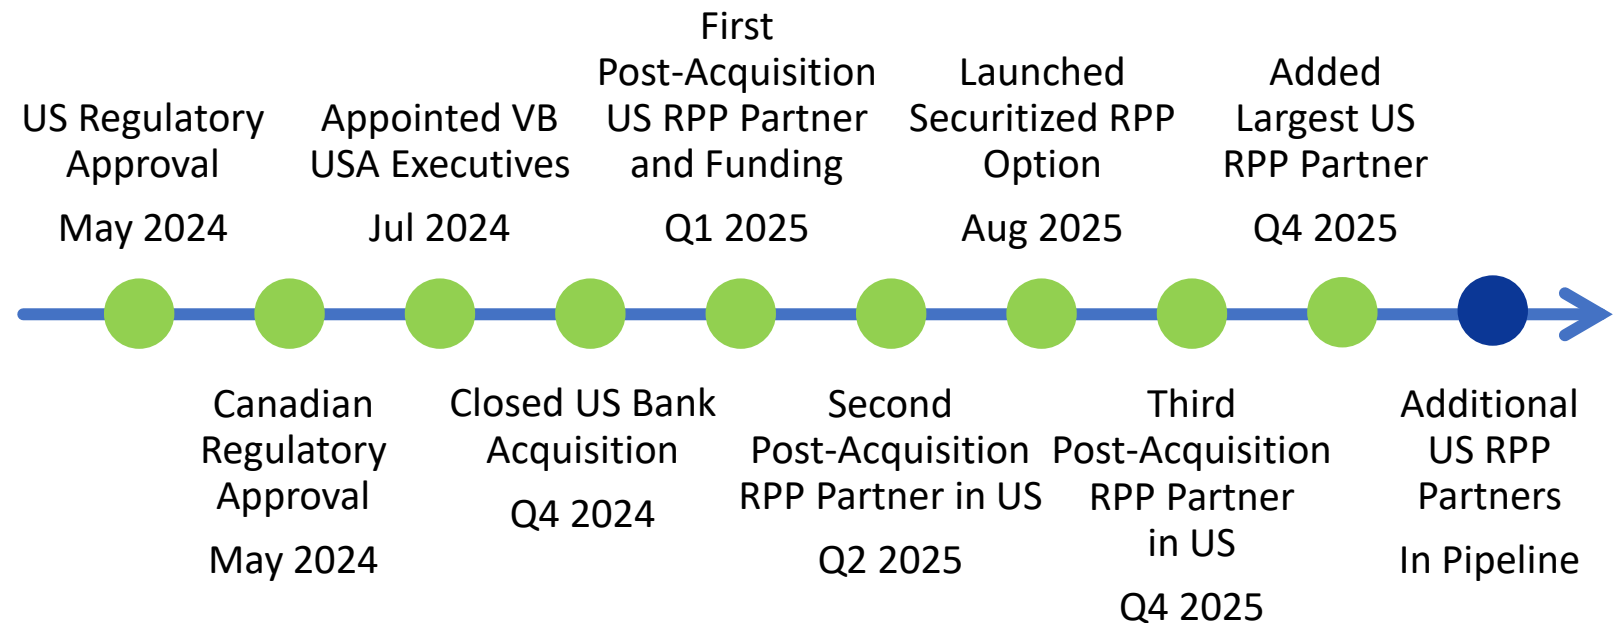 US Regulatory
Approval
May 2024
Canadian
Regulatory
Approval
May 2024
Appointed VB
USA Executives
Jul 2024
Closed US Bank
Acquisition
Q4 2024
First
Post-Acquisition
US RPP Partner
and Funding
Q1 2025
Second
Post-Acquisition
RPP Partner in US
Q2 2025
Launched
Securitized RPP
Option
Aug 2025
Third
Post-Acquisition
RPP Partner
in US
Q4 2025
Added
Largest US
RPP Partner
Q4 2025
Additional
US RPP
Partners
In Pipeline